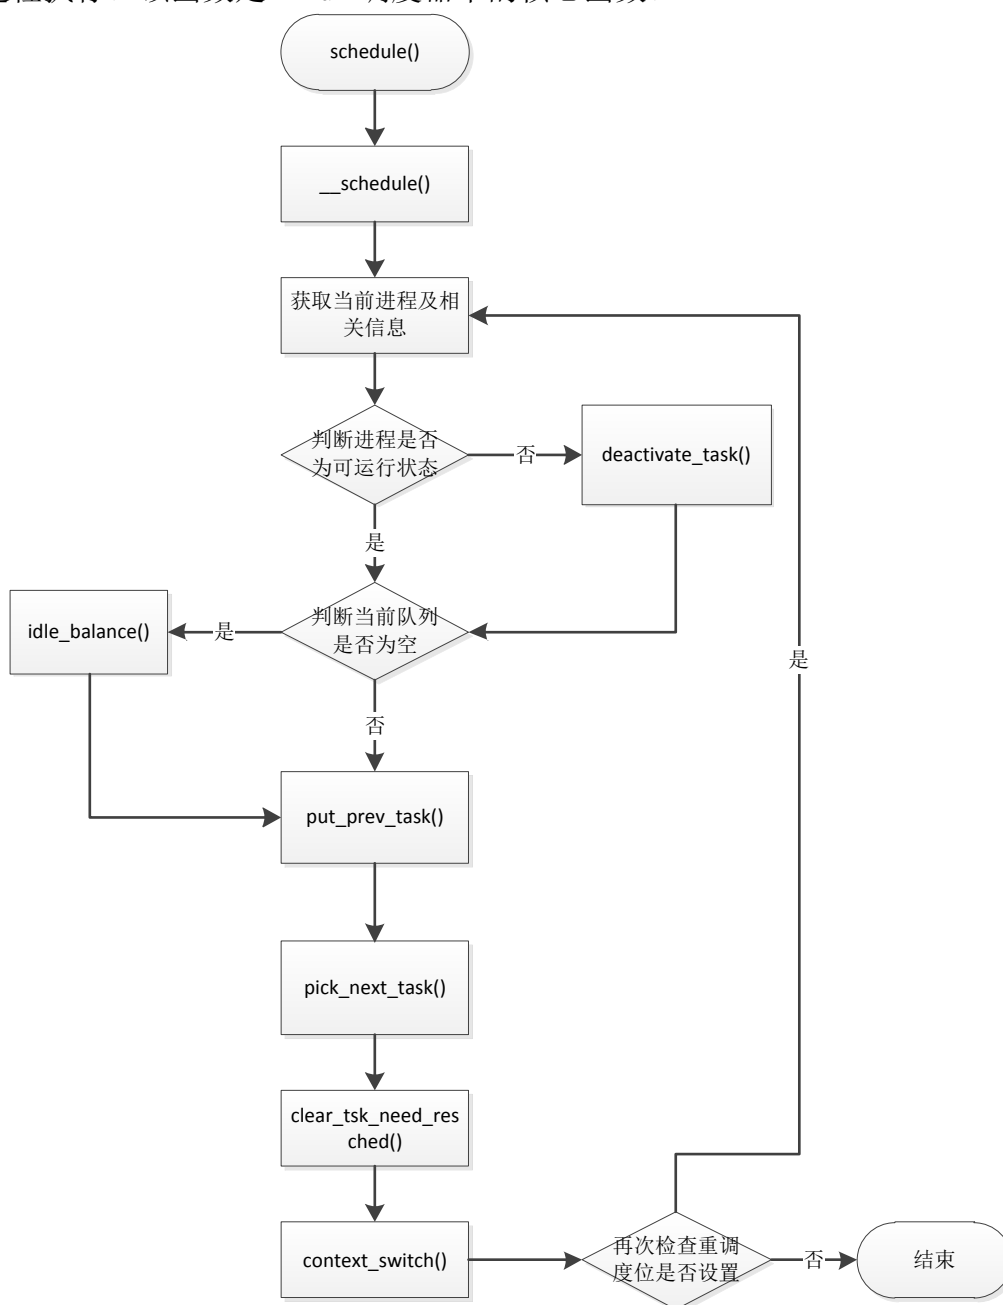 schedule()
__schedule()
获取当前进程及相
关信息
判断进程是否
为可运行状态
否
deactivate_task()
是
判断当前队列
是否为空
是
idle_balance()
否
是
put_prev_task()
pick_next_task()
clear_tsk_need_res
ched()
context_switch()
再次检查重调
度位是否设置
否
结束